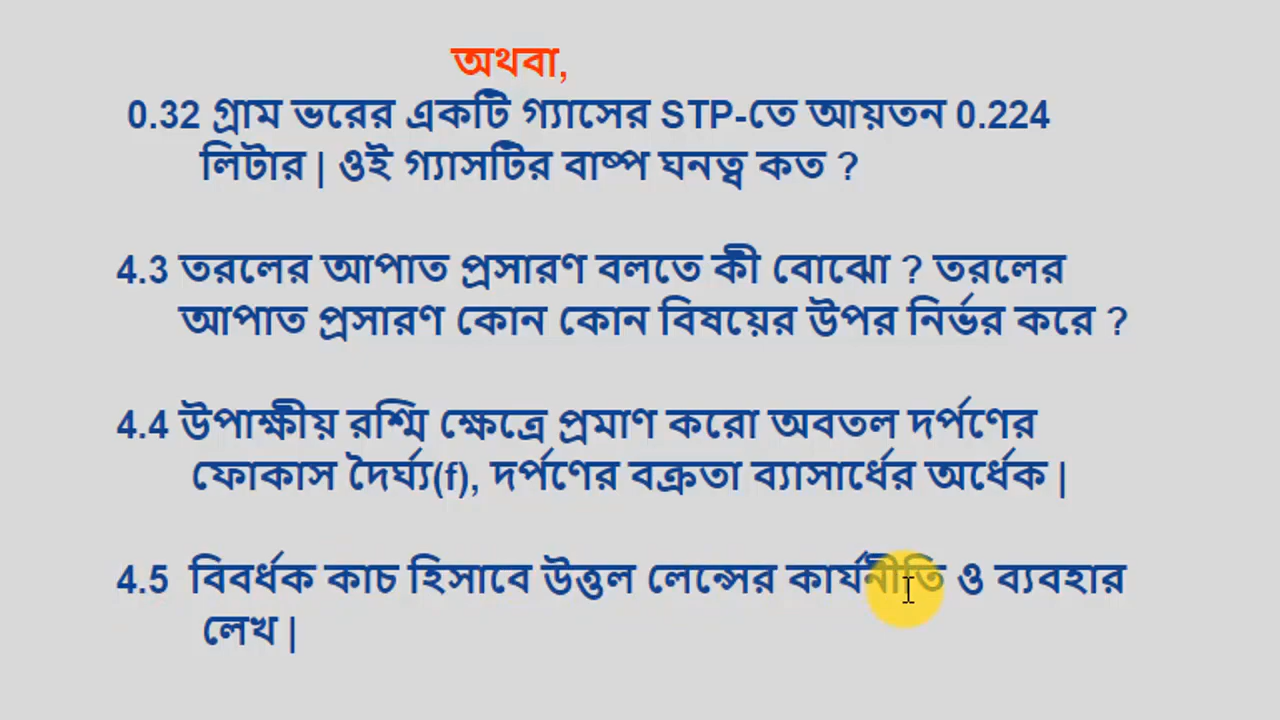 অথবা,
0.32 গ্রাম ভরের একটি গ্যাসের STP-তে আয়তন 0.224
লিটার | ওই গ্যাসটির বাষ্প ঘনত্ব কত ?
4.3 তরলের আপাত প্রসারণ বলতে কী বোঝো ? তরলের
আপাত প্রসারণ কোন কোন বিষয়ের উপর নির্ভর করে ?
4.4 উপাক্ষীয় রশ্মি ক্ষেত্রে প্রমাণ করো অবতল দর্পণের
ফোকাস দৈর্ঘ্য(f), দর্পণের বক্রতা ব্যাসার্ধের অর্ধেক |
4.5 বিবর্ধক কাচ হিসাবে উত্তল লেন্সের কার্যনীতি ও ব্যবহার
লেখ |